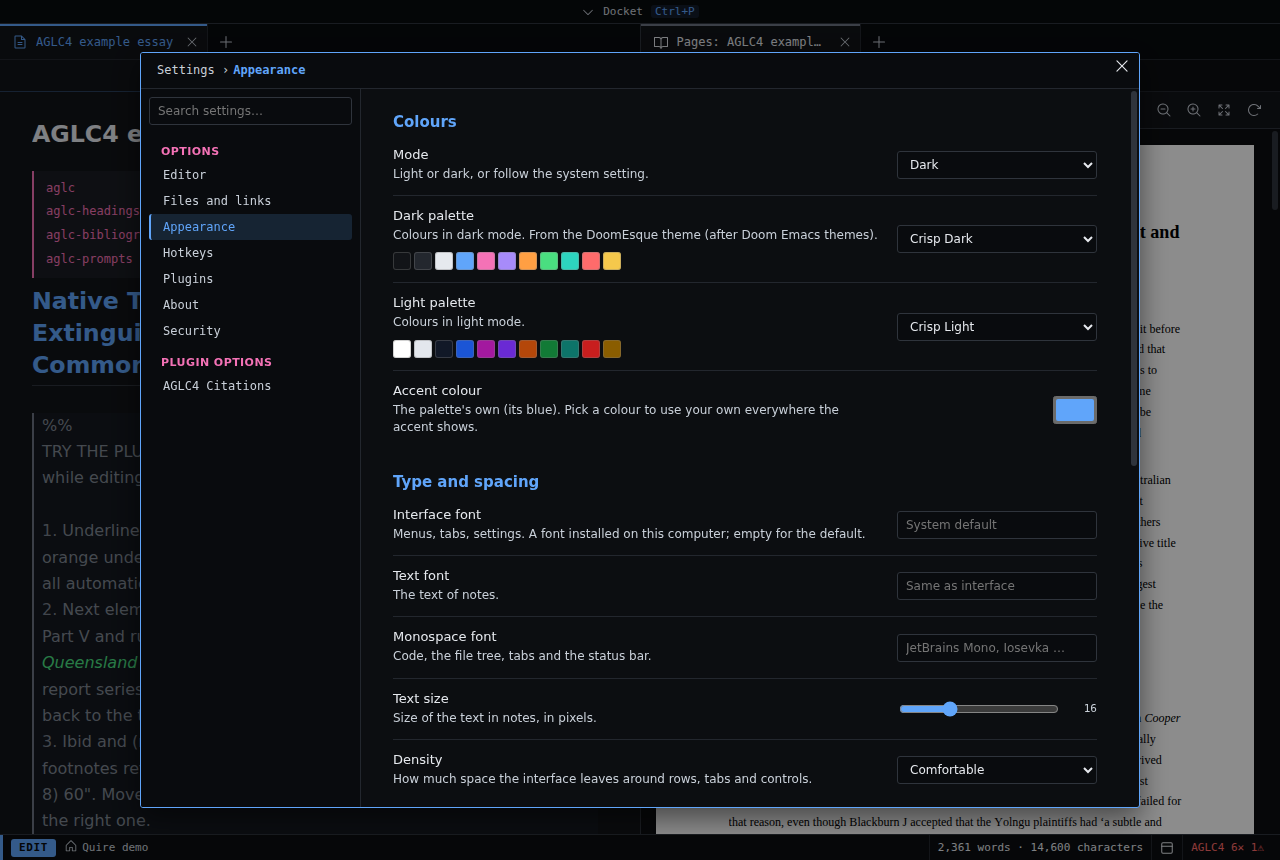 Docket Ctrl+P
AGLC4 example essay
Pages: AGLC4 exampl…
Settings › Appearance
Search settings...
OPTIONS
Editor
Files and links
Appearance
Hotkeys
Plugins
About
Security
PLUGIN OPTIONS
AGLC4 Citations
Colours
Mode
Light or dark, or follow the system setting.
Dark
Dark palette
Colours in dark mode. From the DoomEsque theme (after Doom Emacs themes).
Crisp Dark
Light palette
Colours in light mode.
Crisp Light
Accent colour
The palette's own (its blue). Pick a colour to use your own everywhere the
accent shows.
Type and spacing
Interface font
Menus, tabs, settings. A font installed on this computer; empty for the default.
System default
Text font
The text of notes.
Same as interface
Monospace font
Code, the file tree, tabs and the status bar.
JetBrains Mono, Iosevka ...
Text size
Size of the text in notes, in pixels.
16
Density
How much space the interface leaves around rows, tabs and controls.
Comfortable
AGLC4 e
aglc
aglc-headings
aglc-bibliogr
aglc-prompts
Native T
Extingui
Common
%%
TRY THE PLU
while editing
1. Underline
orange unde
all automati
2. Next elem
Part V and ru
Queensland
report series
back to the
3. Ibid and (
footnotes re
8) 60". Move
the right one.
t and
it before
d that
s to
ne
be
tralian
t
hers
ive title
s
gest
e the
Cooper
ally
rived
st
ailed for
that reason, even though Blackburn J accepted that the Yolngu plaintiffs had ‘a subtle and
EDIT Quire demo
2,361 words · 14,600 characters
AGLC4 6× 1⚠